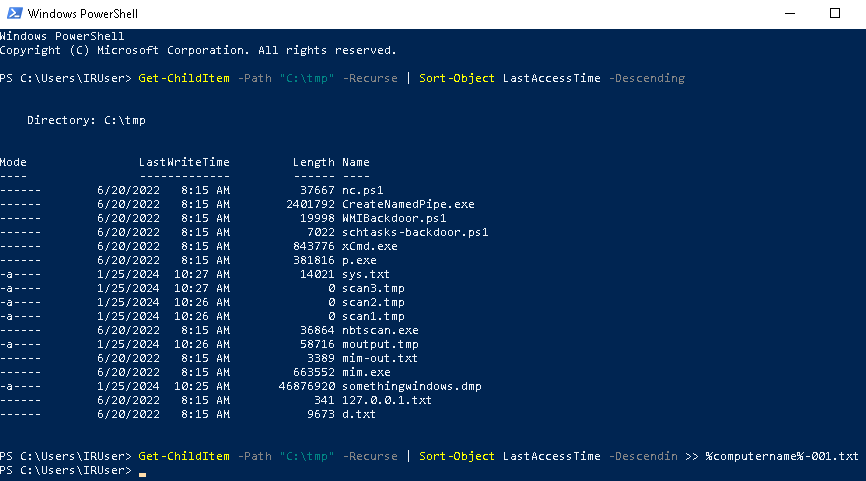 Windows PowerShell
Windows PowerShell
Copyright (C) Microsoft Corporation. All rights reserved.
PS C:\Users\IRUser> Get-ChildItem -Path "C:\tmp" -Recurse | Sort-Object LastAccessTime -Descending
Directory: C:\tmp
Mode LastWriteTime Length Name
---- ------------- ------ ----
------ 6/20/2022 8:15 AM 37667 nc.ps1
------ 6/20/2022 8:15 AM 2401792 CreateNamedPipe.exe
------ 6/20/2022 8:15 AM 19998 WMIBackdoor.ps1
------ 6/20/2022 8:15 AM 7022 schtasks-backdoor.ps1
------ 6/20/2022 8:15 AM 843776 xCmd.exe
------ 6/20/2022 8:15 AM 381816 p.exe
-a---- 1/25/2024 10:27 AM 14021 sys.txt
-a---- 1/25/2024 10:27 AM 0 scan3.tmp
-a---- 1/25/2024 10:26 AM 0 scan2.tmp
-a---- 1/25/2024 10:26 AM 0 scan1.tmp
------ 6/20/2022 8:15 AM 36864 nbtscan.exe
-a---- 1/25/2024 10:26 AM 58716 moutput.tmp
------ 6/20/2022 8:15 AM 3389 mim-out.txt
------ 6/20/2022 8:15 AM 663552 mim.exe
-a---- 1/25/2024 10:25 AM 46876920 somethingwindows.dmp
------ 6/20/2022 8:15 AM 341 127.0.0.1.txt
------ 6/20/2022 8:15 AM 9673 d.txt
PS C:\Users\IRUser> Get-ChildItem -Path "C:\tmp" -Recurse | Sort-Object LastAccessTime -Descendin >> %computername%-001.txt
PS C:\Users\IRUser>